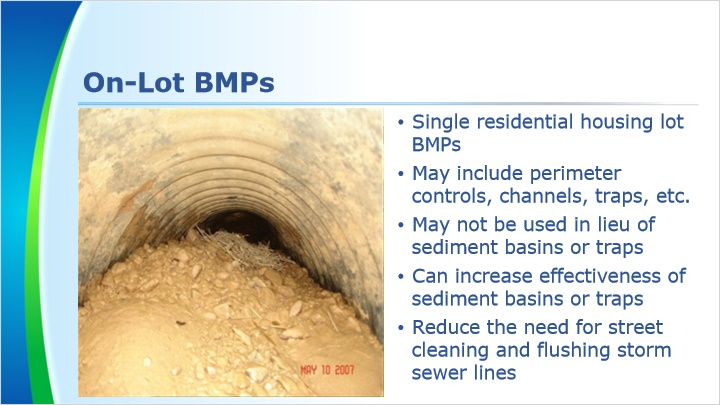 On-Lot BMPs
• Single residential housing lot
BMPs
• May include perimeter
controls, channels, traps, etc.
• May not be used in lieu of
sediment basins or traps
• Can increase effectiveness of
sediment basins or traps
• Reduce the need for street
cleaning and flushing storm
sewer lines
MAY 10 2007